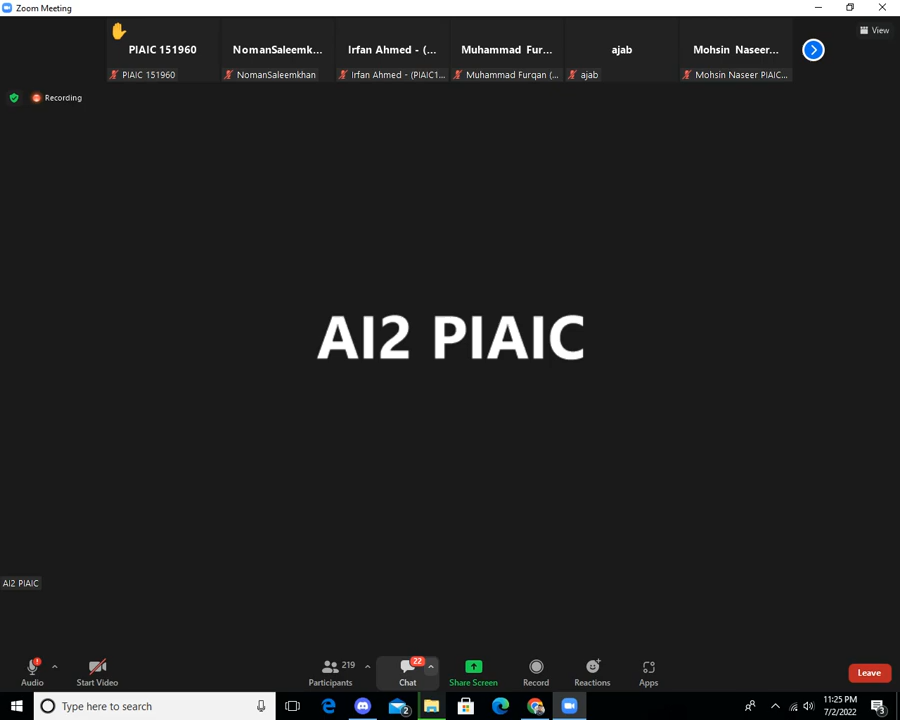 Zoom Meeting
View
PIAIC 151960
NomanSaleemk...
Irfan Ahmed - (...
Muhammad Fur...
ajab
Mohsin Naseer...
PIAIC 151960
NomanSaleemkhan
Irfan Ahmed - (PIAIC1...
Muhammad Furqan (...
ajab
Mohsin Naseer PIAIC...
Recording
AI2 PIAIC
AI2 PIAIC
219
22
Audio
Start Video
Participants
Chat
Share Screen
Record
Reactions
Apps
Leave
Type here to search
2
11:25 PM
7/2/2022
3